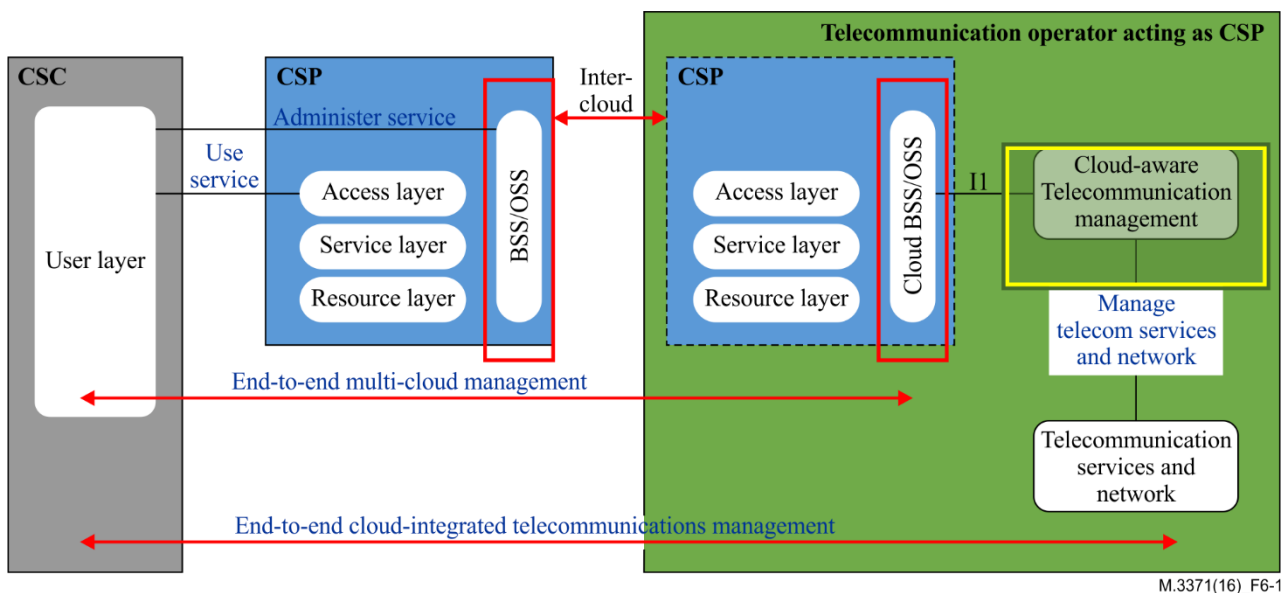 Telecommunication operator acting as CSP
CSC
CSP
Inter-
cloud
CSP
Administer service
Use
service
Access layer
Service layer
Resource layer
BSS/OSS
User layer
Access layer
Service layer
Resource layer
Cloud BSS/OSS
I1
Cloud-aware
Telecommunication
management
Manage
telecom services
and network
End-to-end multi-cloud management
Telecommunication
services and
network
End-to-end cloud-integrated telecommunications management
M.3371(16)_F6-1